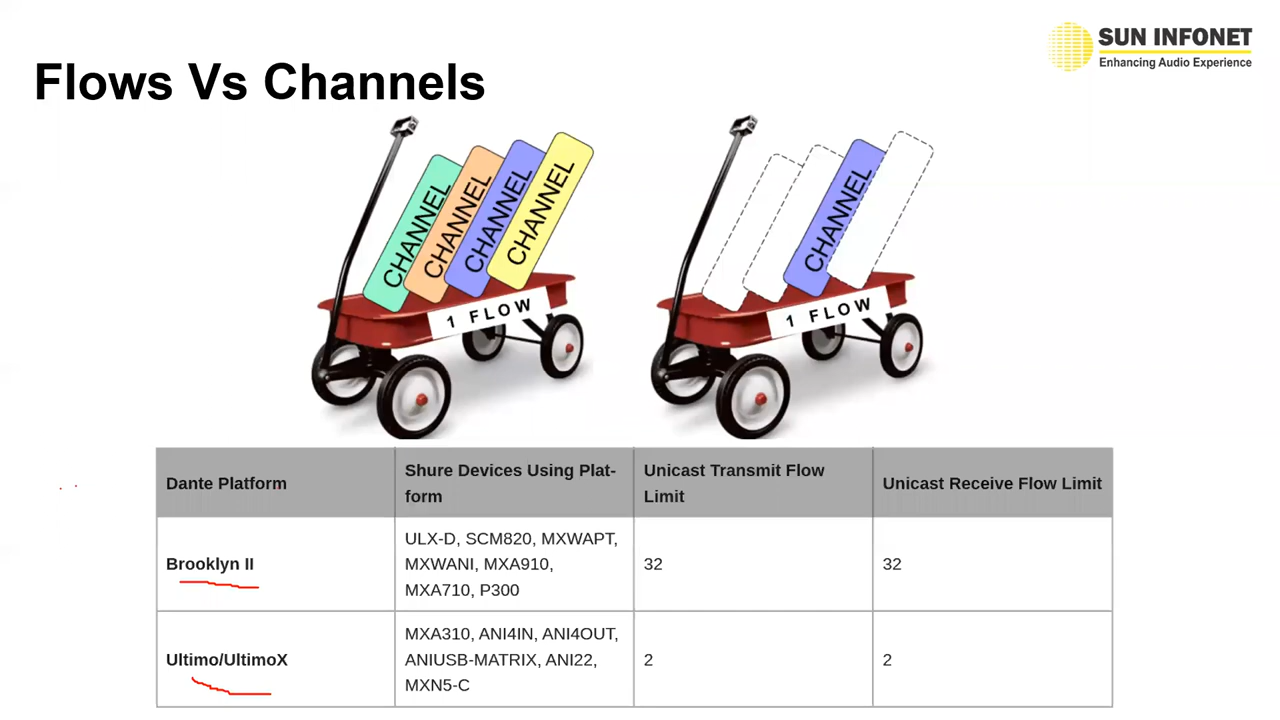 SUN INFONET
Enhancing Audio Experience
Flows Vs Channels
CHANNEL
CHANNEL
CHANNEL
CHANNEL
1 FLOW
CHANNEL
1 FLOW
Dante Platform
Shure Devices Using Plat-
form
Unicast Transmit Flow
Limit
Unicast Receive Flow Limit
Brooklyn II
ULX-D, SCM820, MXWAPT,
MXWANI, MXA910,
MXA710, P300
32
32
Ultimo/UltimoX
MXA310, ANI4IN, ANI4OUT,
ANIUSB-MATRIX, ANI22,
MXN5-C
2
2